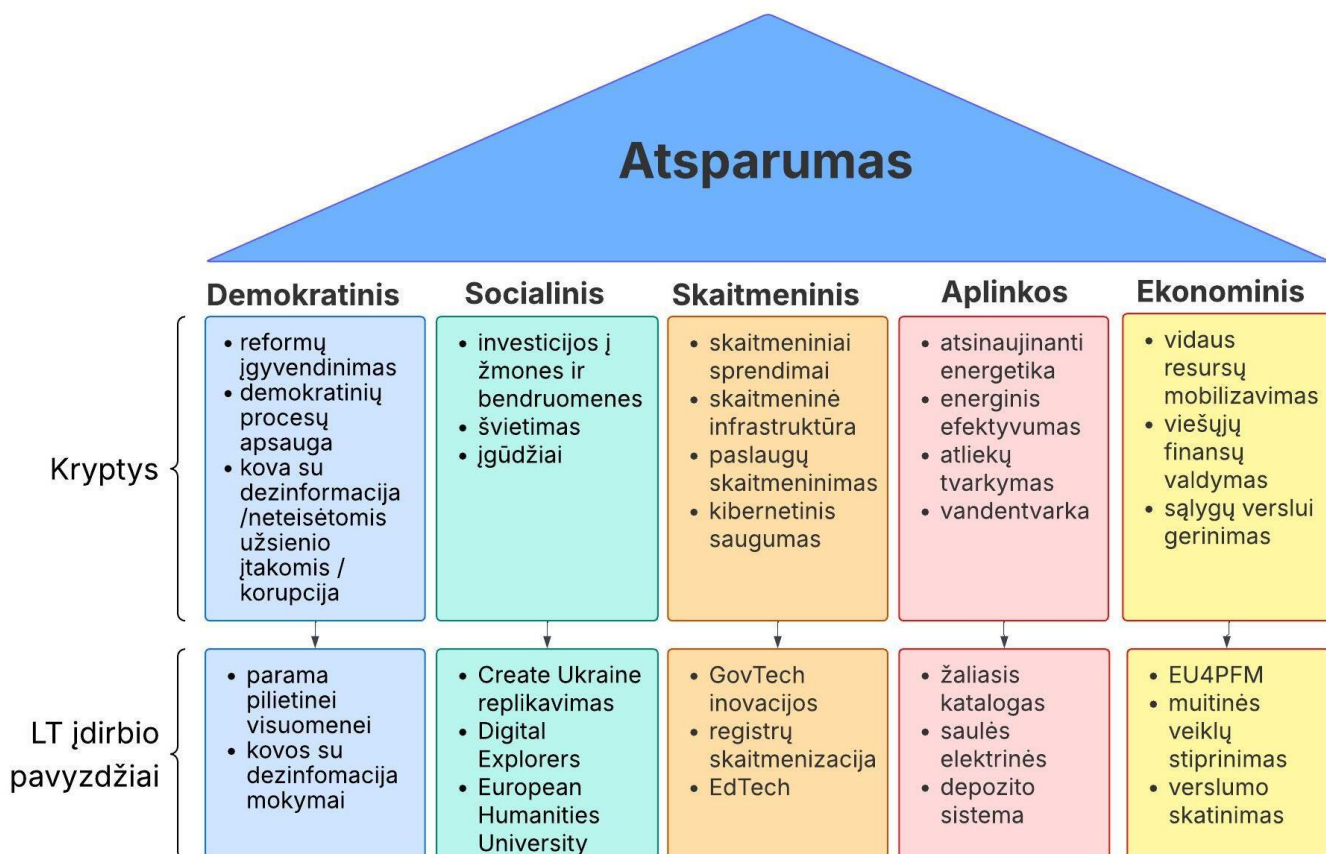 Atsparumas
Demokratinis
Socialinis
Skaitmeninis
Aplinkos
Ekonominis
Kryptys
• reformų
įgyvendinimas
• demokratinių
procesų
apsauga
• kova su
dezinformacija
/neteisėtomis
užsienio
įtakomis /
korupcija
• investicijos į
žmones ir
bendruomenes
• švietimas
• įgūdžiai
• skaitmeniniai
sprendimai
• skaitmeninė
infrastruktūra
• paslaugų
skaitmeninimas
• kibernetinis
saugumas
• atsinaujinanti
energetika
• energinis
efektyvumas
• atliekų
tvarkymas
• vandentvarka
• vidaus
resursų
mobilizavimas
• viešųjų
finansų
valdymas
• sąlygų verslui
gerinimas
LT įdirbio
pavyzdžiai
• parama
pilietinei
visuomenei
• kovos su
dezinfomacija
mokymai
• Create Ukraine
replikavimas
• Digital
Explorers
• European
Humanities
University
• GovTech
inovacijos
• registrų
skaitmenizacija
• EdTech
• žaliasis
katalogas
• saulės
elektrinės
• depozito
sistema
• EU4PFM
• muitinės
veiklų
stiprinimas
• verslumo
skatinimas